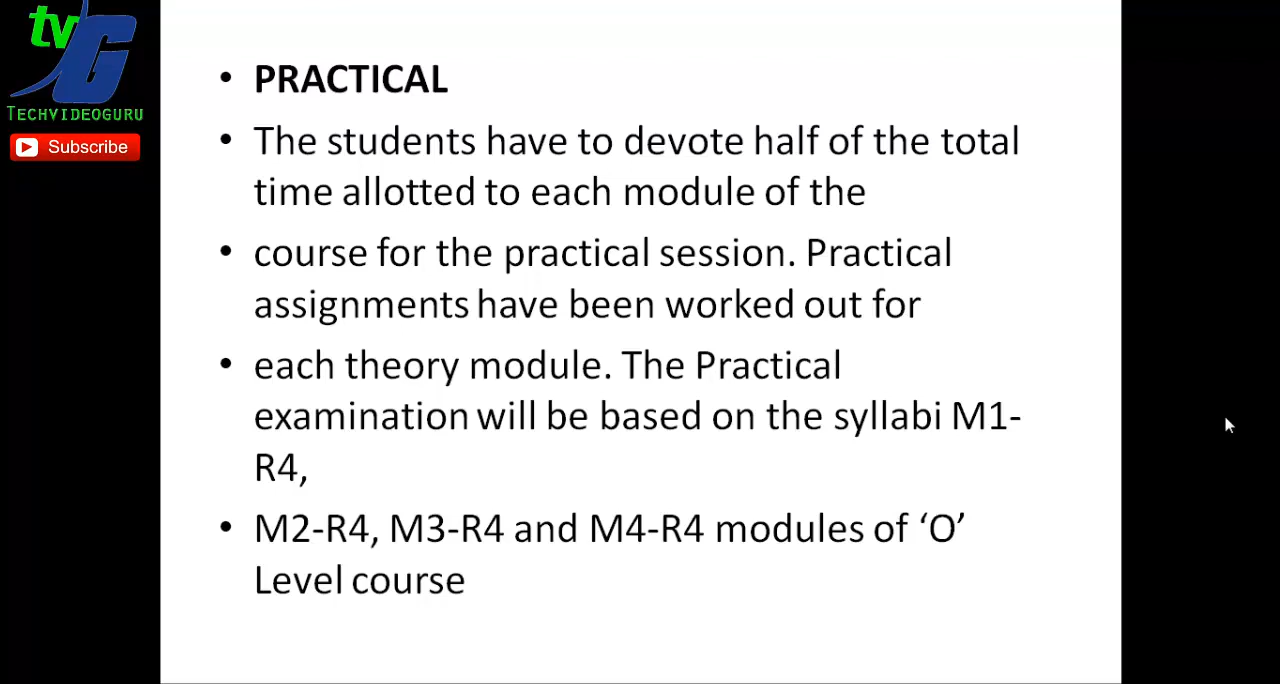 tv
G
TECHVIDEOGURU
Subscribe
• PRACTICAL
• The students have to devote half of the total
time allotted to each module of the
• course for the practical session. Practical
assignments have been worked out for
• each theory module. The Practical
examination will be based on the syllabi M1-
R4,
• M2-R4, M3-R4 and M4-R4 modules of ‘O’
Level course